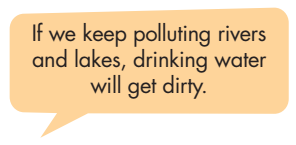 If we keep polluting rivers
and lakes, drinking water
will get dirty.